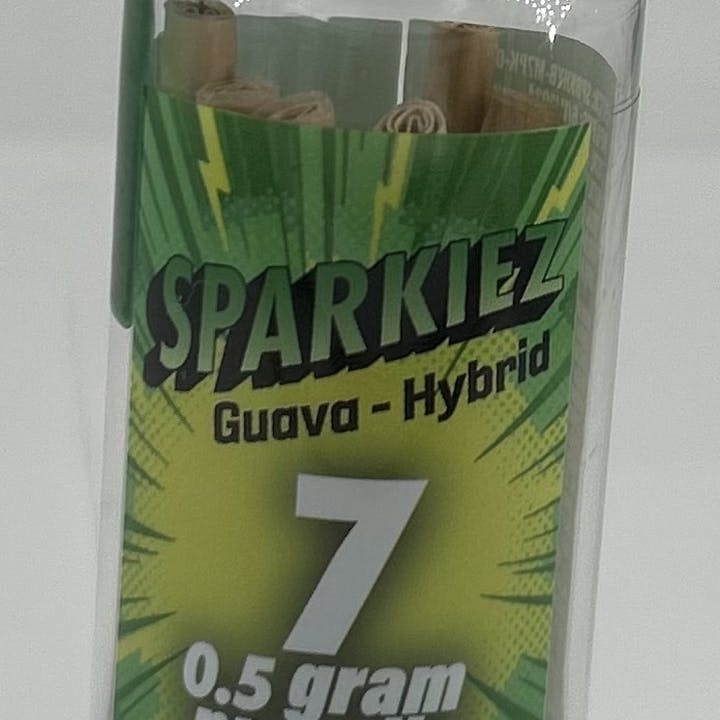 SPARKIEZ
Guava - Hybrid
7
0.5 gram